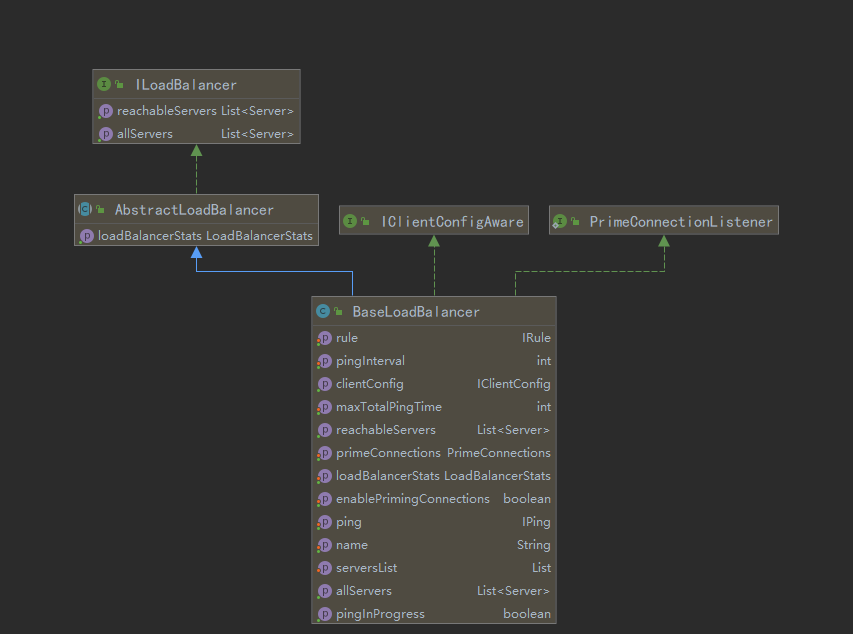 ILoadBalancer
reachableServers List<Server>
allServers List<Server>
AbstractLoadBalancer
loadBalancerStats LoadBalancerStats
IClientConfigAware
PrimeConnectionListener
BaseLoadBalancer
rule IRule
pingInterval int
clientConfig IClientConfig
maxTotalPingTime int
reachableServers List<Server>
primeConnections PrimeConnections
loadBalancerStats LoadBalancerStats
enablePrimingConnections boolean
ping IPing
name String
serversList List
allServers List<Server>
pingInProgress boolean